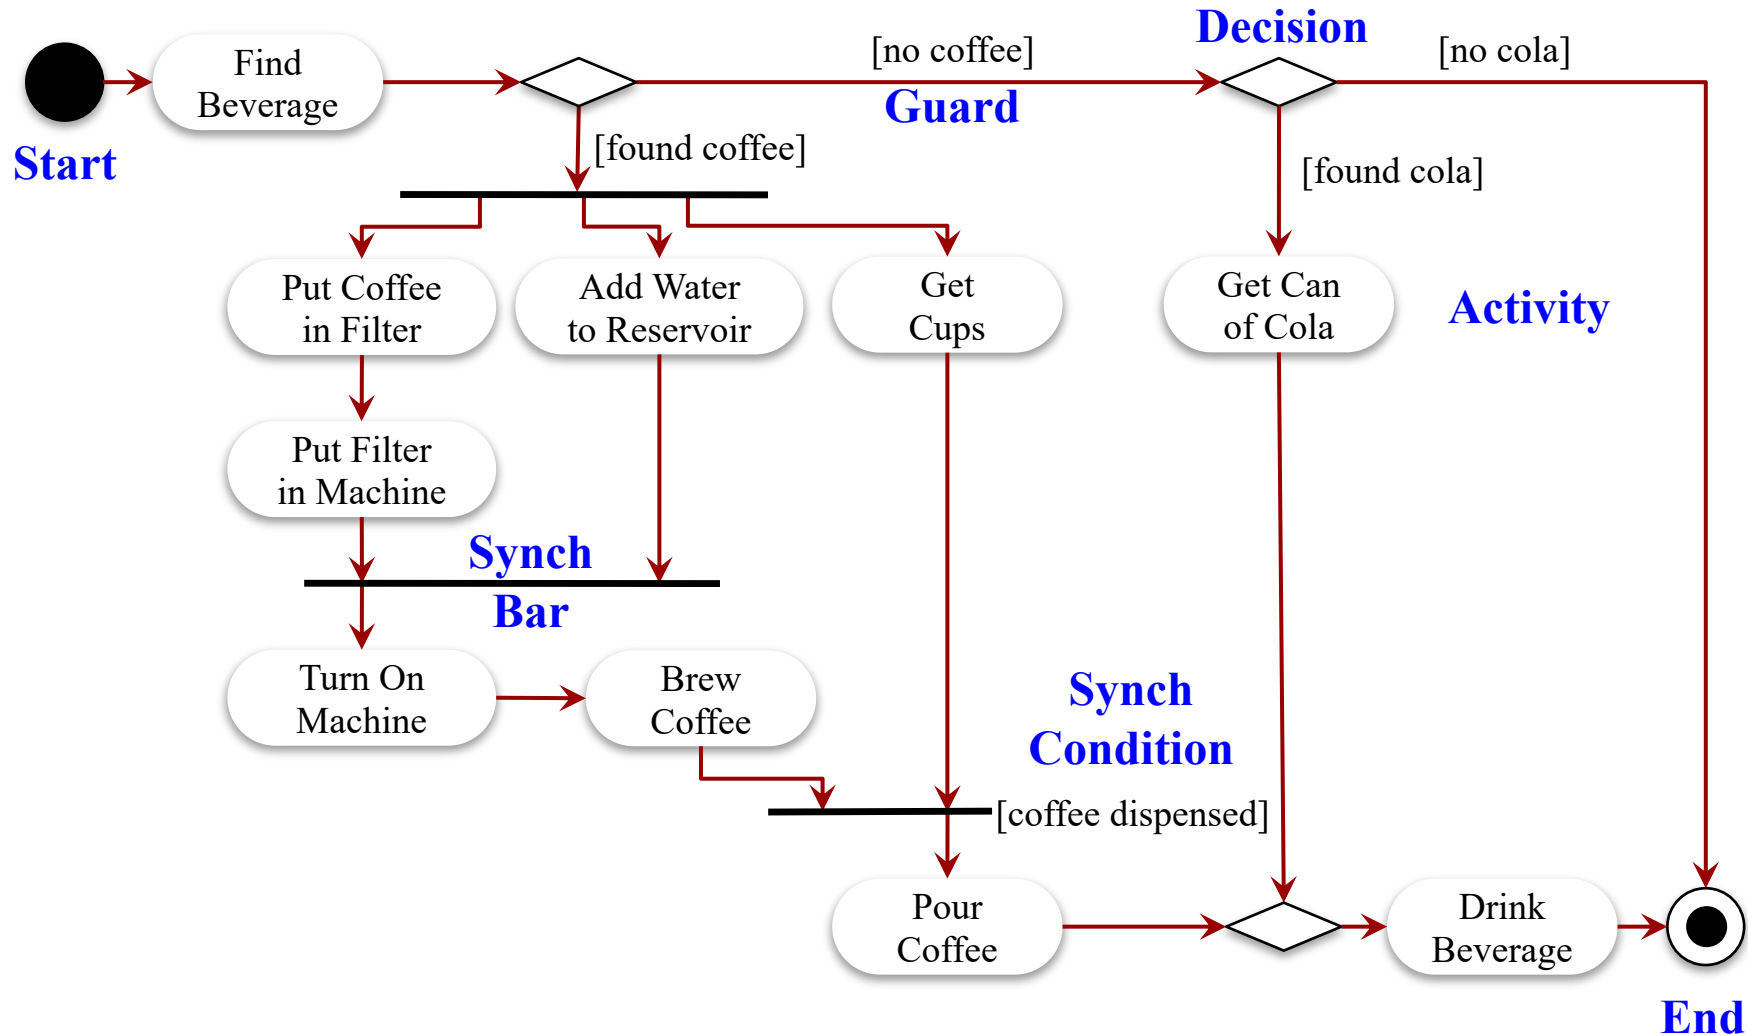 Decision
[no coffee]
[no cola]
Find
Beverage
Guard
Start
[found coffee]
[found cola]
Put Coffee
in Filter
Add Water
to Reservoir
Get
Cups
Get Can
of Cola
Activity
Put Filter
in Machine
Synch
Bar
Turn On
Machine
Brew
Coffee
Synch
Condition
[coffee dispensed]
Pour
Coffee
Drink
Beverage
End